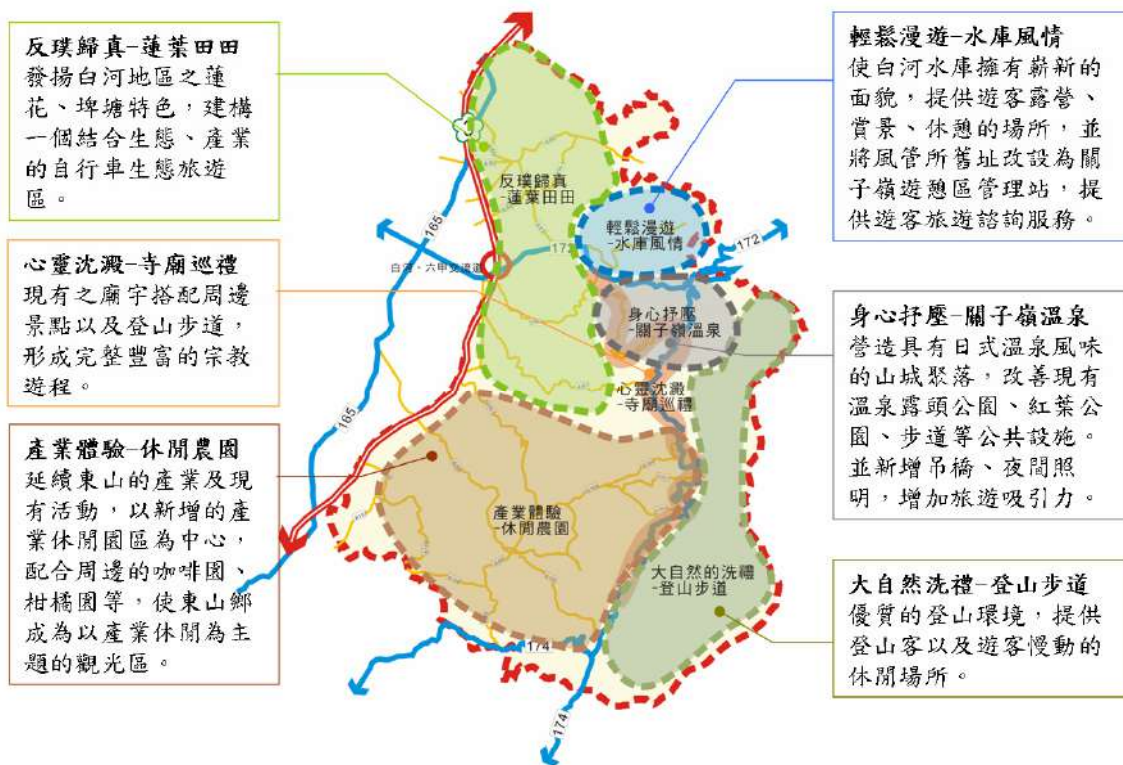 反璞歸真-蓮葉田田
發揚白河地區之蓮
花、埤塘特色，建構
一個結合生態、產業
的自行車生態旅遊
區。
心靈沈澱-寺廟巡禮
現有之廟宇搭配周邊
景點以及登山步道，
形成完整豐富的宗教
遊程。
產業體驗-休閒農園
延續東山的產業及現
有活動，以新增的產
業休閒園區為中心，
配合周邊的咖啡園、
柑橘園等，使東山鄉
成為以產業休閒為主
題的觀光區。
反璞歸真
-蓮葉田田
輕鬆漫遊
-水庫風情
165
172
172
白河、六甲交流道
身心抒壓
-關子嶺溫泉
心靈沈澱
-寺廟巡禮
165
產業體驗
-休閒農園
大自然的洗禮
-登山步道
174
174
輕鬆漫遊-水庫風情
使白河水庫擁有嶄新的
面貌，提供遊客露營、
賞景、休憩的場所，並
將風管所舊址改設為關
子嶺遊憩區管理站，提
供遊客旅遊諮詢服務。
身心抒壓-關子嶺溫泉
營造具有日式溫泉風味
的山城聚落，改善現有
溫泉露頭公園、紅葉公
園、步道等公共設施。
並新增吊橋、夜間照
明，增加旅遊吸引力。
大自然洗禮-登山步道
優質的登山環境，提供
登山客以及遊客慢動的
休閒場所。